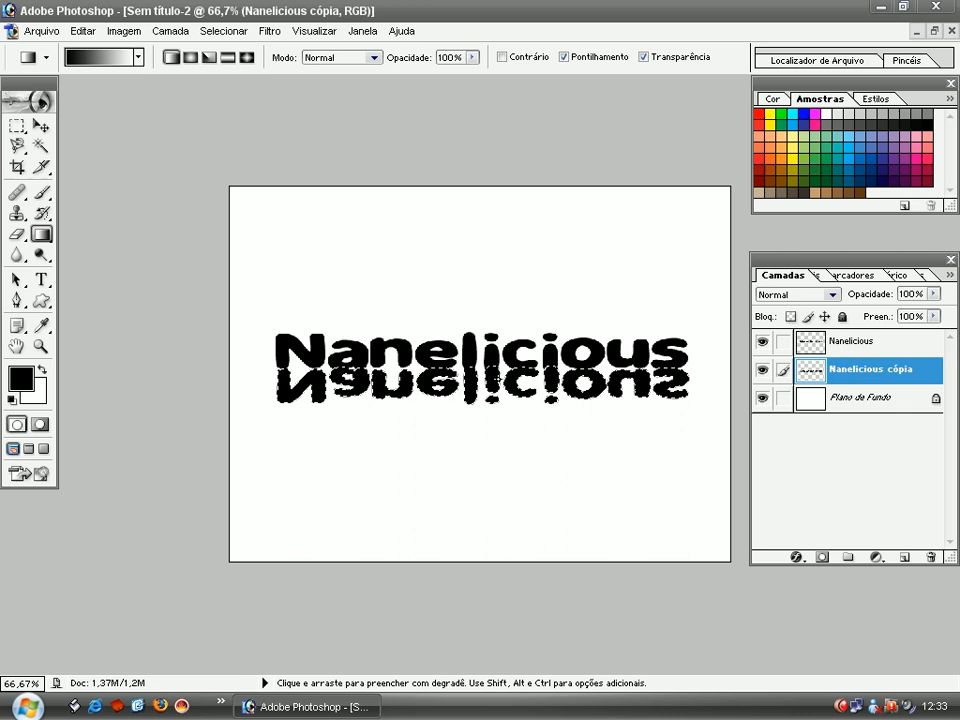 Adobe Photoshop - [Sem título-2 @ 66,7% (Nanelicious cópia, RGB)]
Arquivo Editar Imagem Camada Selecionar Filtro Visualizar Janela Ajuda
Modo: Normal Opacidade: 100% Contrário Pontilhamento Transparência
Localizador de Arquivo Pincéis
Cor Amostras Estilos
Camadas arcadores rico
Normal Opacidade: 100%
Bloq.: Preen.: 100%
Nanelicious
Nanelicious cópia
Plano de Fundo
T
Nanelicious
Nanelicious
66,67% Doc: 1,37M/1,2M Clique e arraste para preencher com degradê. Use Shift, Alt e Ctrl para opções adicionais.
Adobe Photoshop - [S...
12:33